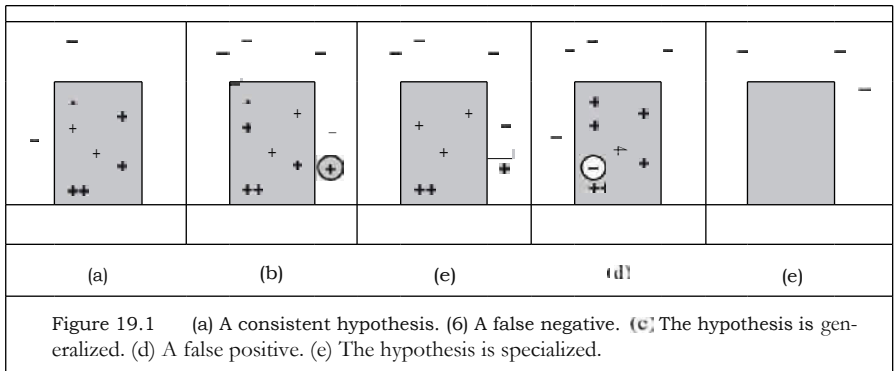 (a) (b) (e) (d) (e)
Figure 19.1 (a) A consistent hypothesis. (6) A false negative. (c) The hypothesis is gen-
eralized. (d) A false positive. (e) The hypothesis is specialized.